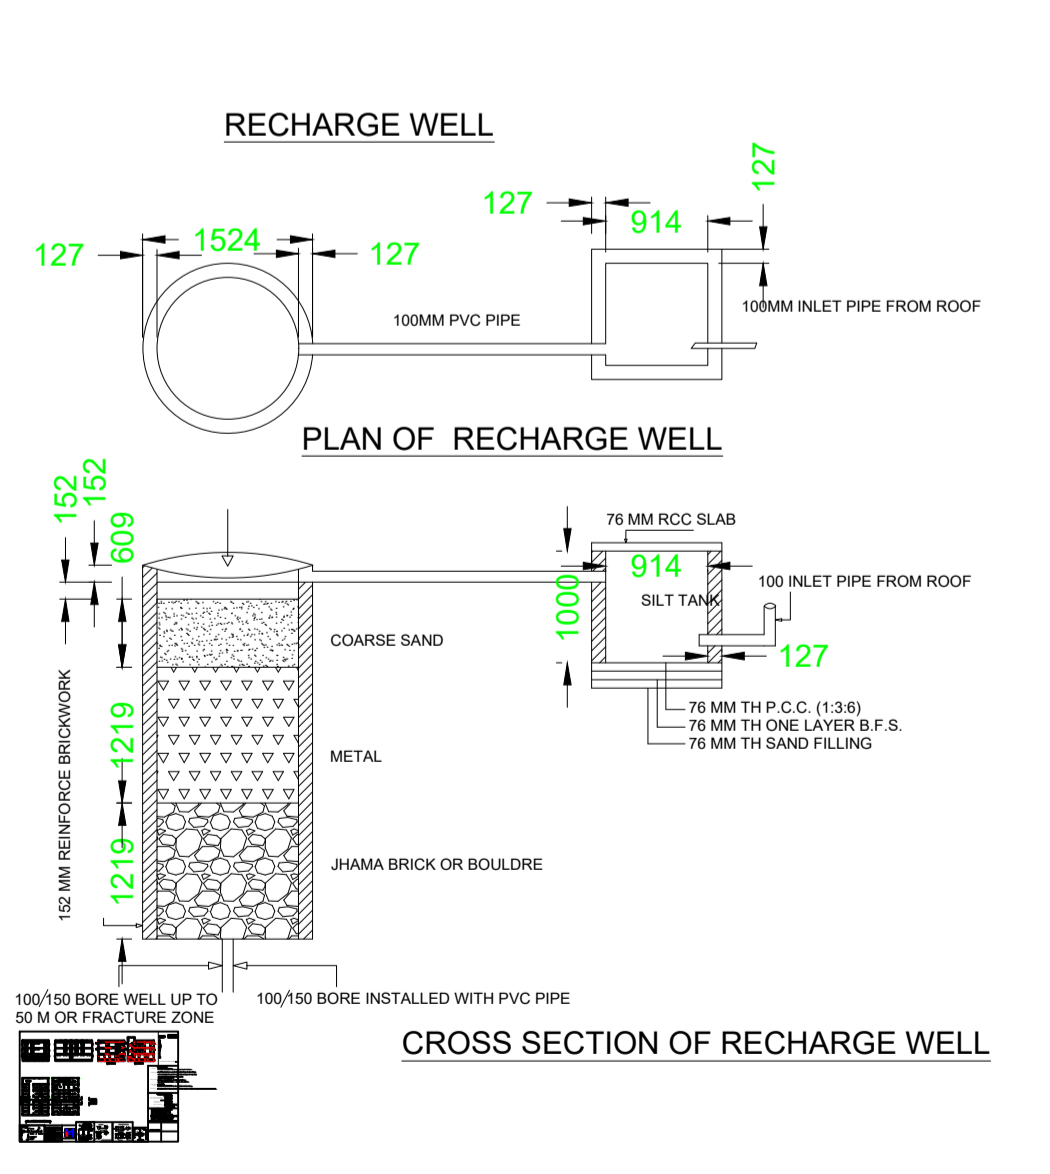 RECHARGE WELL
127
127
914
127
1524
127
100MM INLET PIPE FROM ROOF
100MM PVC PIPE
PLAN OF RECHARGE WELL
152
152
609
76 MM RCC SLAB
914
1000
100 INLET PIPE FROM ROOF
SILT TANK
COARSE SAND
127
76 MM TH P.C.C. (1:3:6)
76 MM TH ONE LAYER B.F.S.
76 MM TH SAND FILLING
152 MM REINFORCE BRICKWORK
1219
METAL
1219
JHAMA BRICK OR BOULDRE
100/150 BORE WELL UP TO
50 M OR FRACTURE ZONE
100/150 BORE INSTALLED WITH PVC PIPE
CROSS SECTION OF RECHARGE WELL